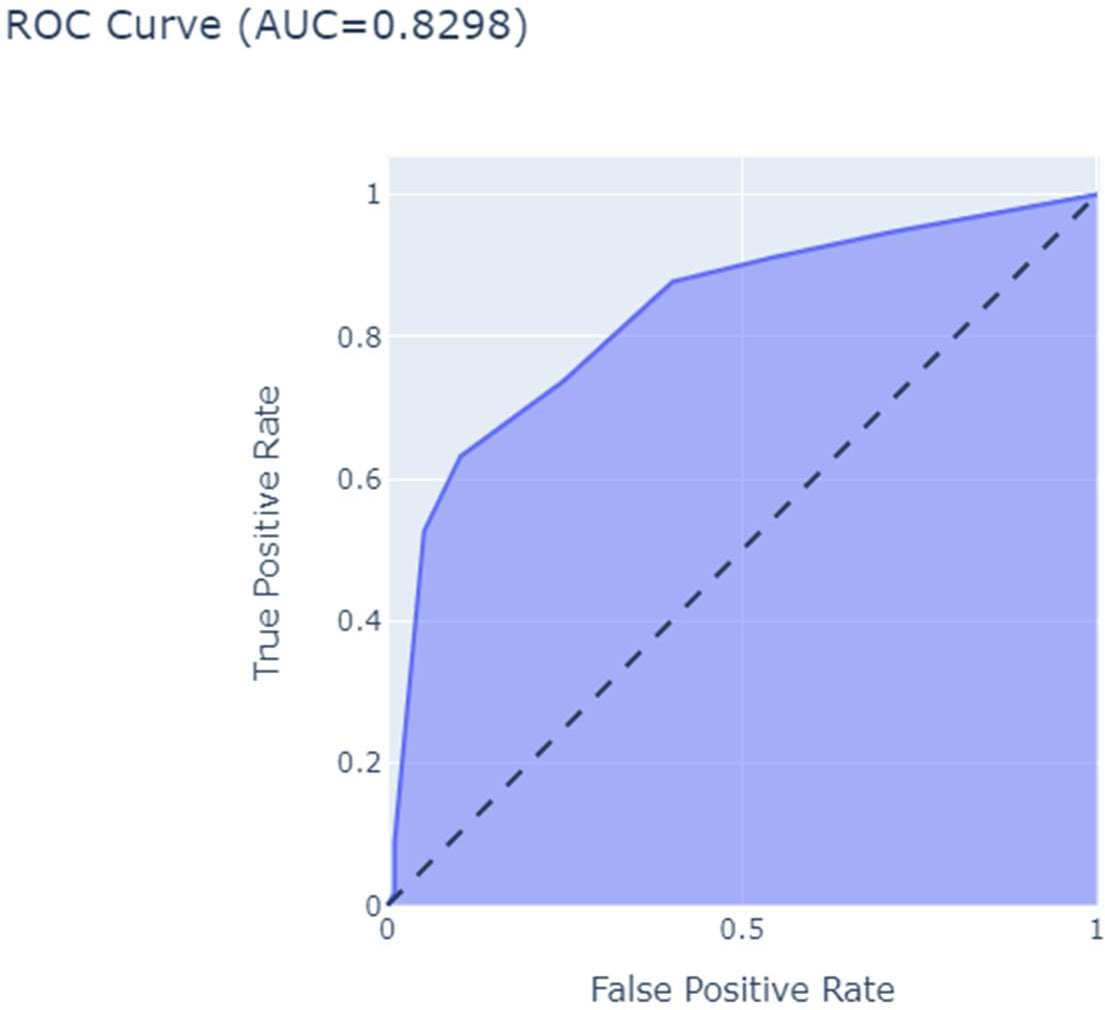 ROC Curve (AUC=0.8298)
1
0.8
0.6
0.4
0.2
0
True Positive Rate
0 0.5 1
False Positive Rate